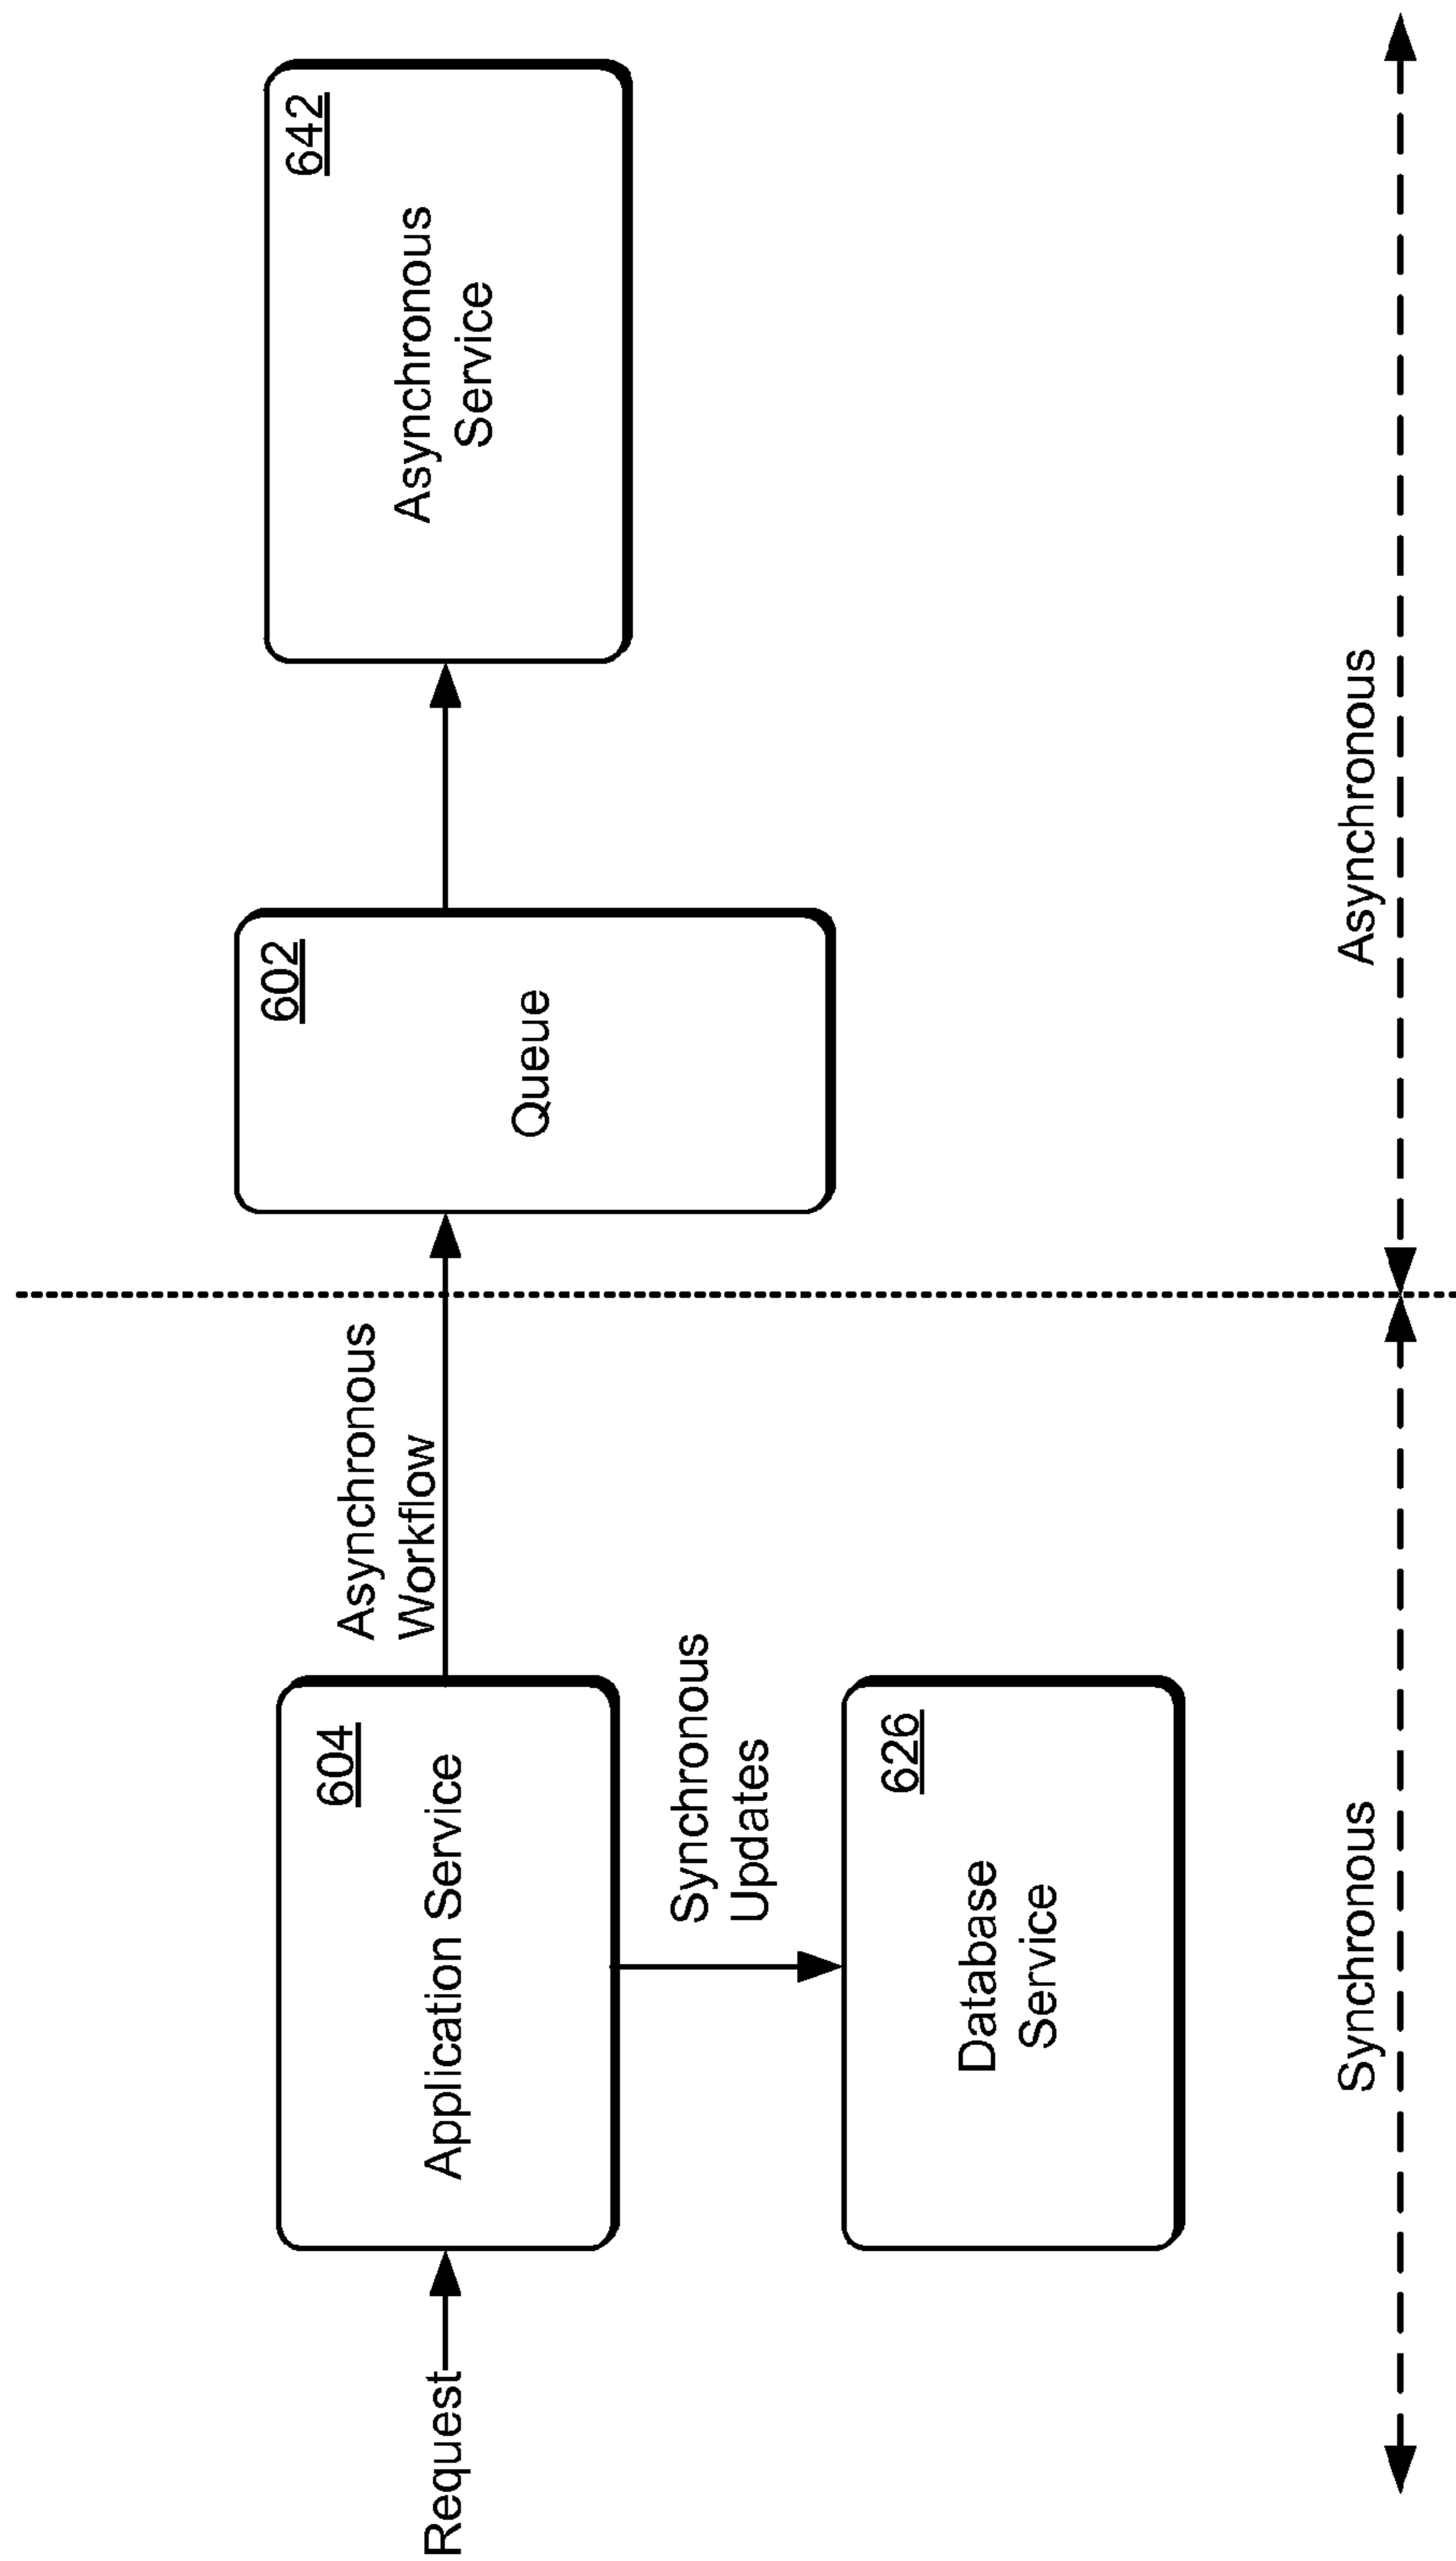 Request
604
Application Service
Asynchronous
Workflow
Synchronous
Updates
626
Database
Service
602
Queue
642
Asynchronous
Service
Synchronous
Asynchronous